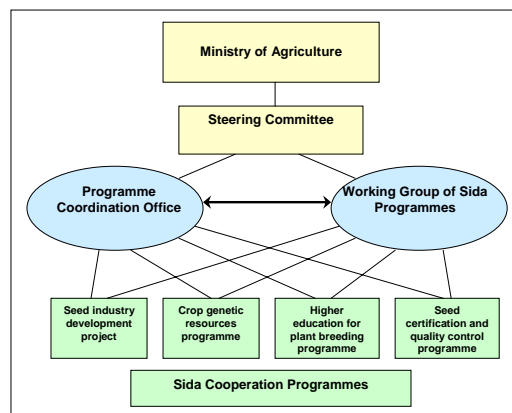 Ministry of Agriculture
Steering Committee
Programme
Coordination Office
Working Group of Sida
Programmes
Seed industry
development
project
Crop genetic
resources
programme
Higher
education for
plant breeding
programme
Seed
certification and
quality control
programme
Sida Cooperation Programmes